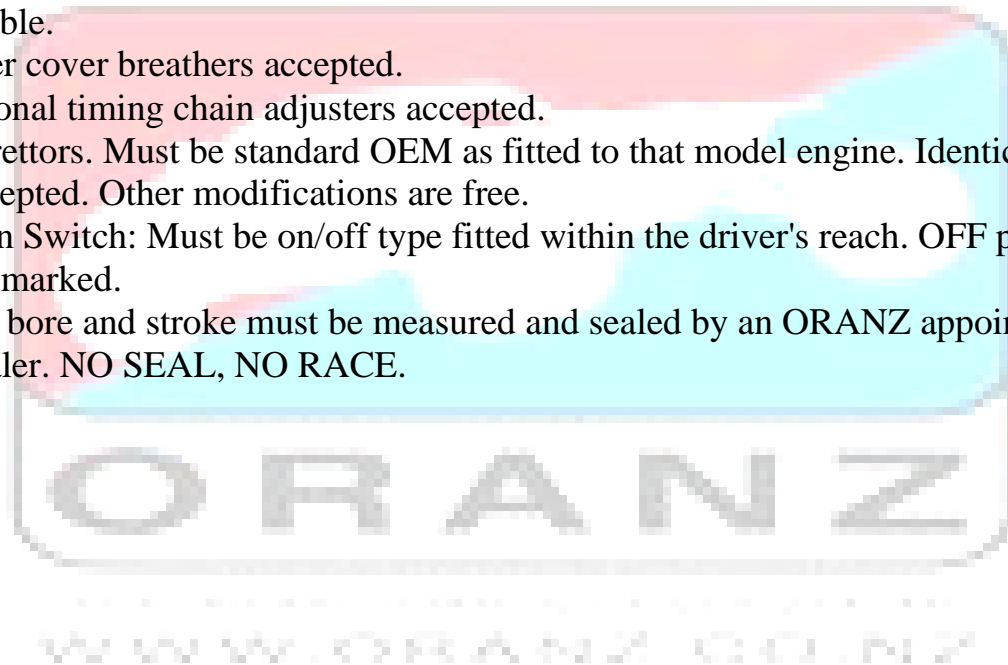 ble.
er cover breathers accepted.
onal timing chain adjusters accepted.
rettors. Must be standard OEM as fitted to that model engine. Identic
epted. Other modifications are free.
n Switch: Must be on/off type fitted within the driver's reach. OFF p
marked.
bore and stroke must be measured and sealed by an ORANZ appoin
ler. NO SEAL, NO RACE.
ORANZ
WWW.ORANZ.CO.NZ